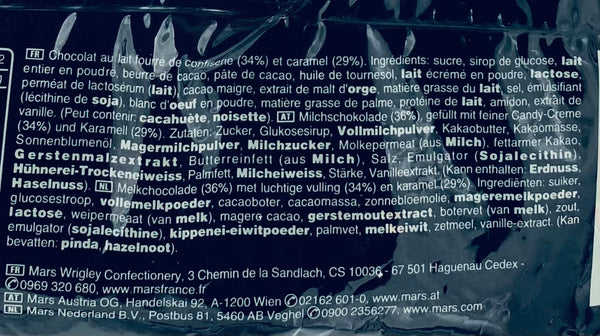 FR Chocolat au lait fourré de confiserie (34%) et caramel (29%). Ingrédients: sucre, sirop de glucose, lait
entier en poudre, beurre de cacao, pâte de cacao, huile de tournesol, lait écrémé en poudre, lactose,
perméat de lactosérum (lait), cacao maigre, extrait de malt d'orge, matière grasse du lait, sel, émulsifiant
(lécithine de soja), blanc d'oeuf en poudre, matière grasse de palme, protéine de lait, amidon, extrait de
vanille. (Peut contenir: cacahuète, noisette). AT Milchschokolade (36%), gefüllt mit feiner Candy-Creme
(34%) und Karamell (29%). Zutaten: Zucker, Glukosesirup, Vollmilchpulver, Kakaobutter, Kakaomasse,
Sonnenblumenöl, Magermilchpulver, Milchzucker, Molkepermeat (aus Milch), fettarmer Kakao,
Gerstenmalzextrakt, Butterreinfett (aus Milch), Salz, Emulgator (Sojalecithin),
Hühnerei-Trockeneiweiss, Palmfett, Milcheiweiss, Stärke, Vanilleextrakt. (Kann enthalten: Erdnuss,
Haselnuss). NL Melkchocolade (36%) met luchtige vulling (34%) en karamel (29%). Ingrediënten: suiker,
glucosestroop, vollemelkpoeder, cacaoboter, cacaomassa, zonnebloemolie, mageremelkpoeder,
lactose, weipermeaat (van melk), magere cacao, gerstemoutextract, botervet (van melk), zout,
emulgator (sojalecithine), kippenei-eiwitpoeder, palmvet, melkeiwit, zetmeel, vanille-extract. (Kan
bevatten: pinda, hazelnoot).
FR Mars Wrigley Confectionery, 3 Chemin de la Sandlach, CS 10036 - 67 501 Haguenau Cedex -
✆0969 320 680, www.marsfrance.fr
AT Mars Austria OG, Handelskai 92, A-1200 Wien ✆02162 601-0, www.mars.at
NL Mars Nederland B.V., Postbus 81, 5460 AB Veghel ✆0900 2356277, www.mars.com